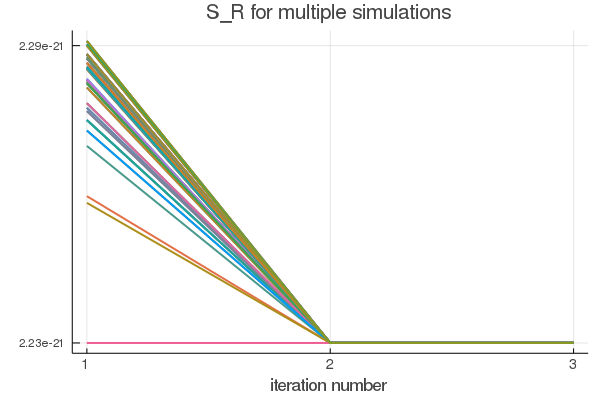 S_R for multiple simulations
2.29e-21
2.23e-21
1 2 3
iteration number